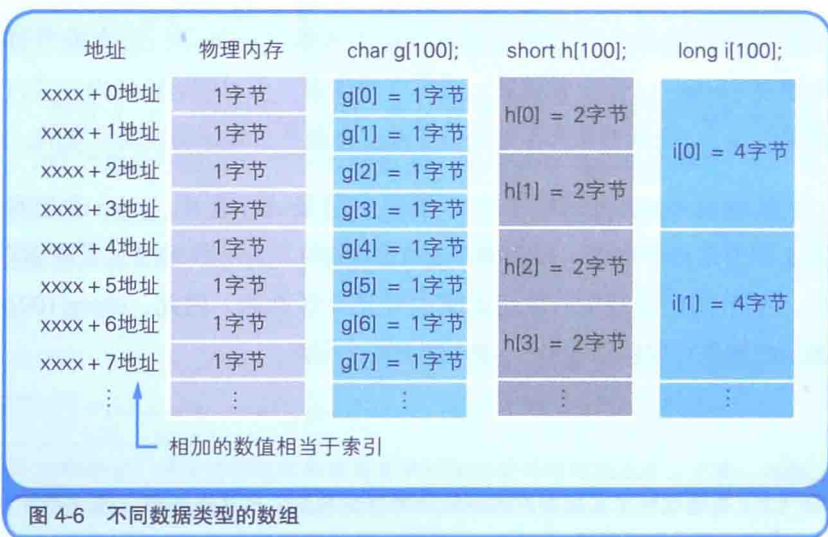 地址 物理内存 char g[100]; short h[100]; long i[100];
xxxx + 0地址 1字节 g[0] = 1字节 h[0] = 2字节 i[0] = 4字节
xxxx + 1地址 1字节 g[1] = 1字节
xxxx + 2地址 1字节 g[2] = 1字节 h[1] = 2字节
xxxx + 3地址 1字节 g[3] = 1字节
xxxx + 4地址 1字节 g[4] = 1字节 h[2] = 2字节 i[1] = 4字节
xxxx + 5地址 1字节 g[5] = 1字节
xxxx + 6地址 1字节 g[6] = 1字节 h[3] = 2字节
xxxx + 7地址 1字节 g[7] = 1字节
⋮ ⋮ ⋮ ⋮ ⋮
相加的数值相当于索引
图 4-6 不同数据类型的数组